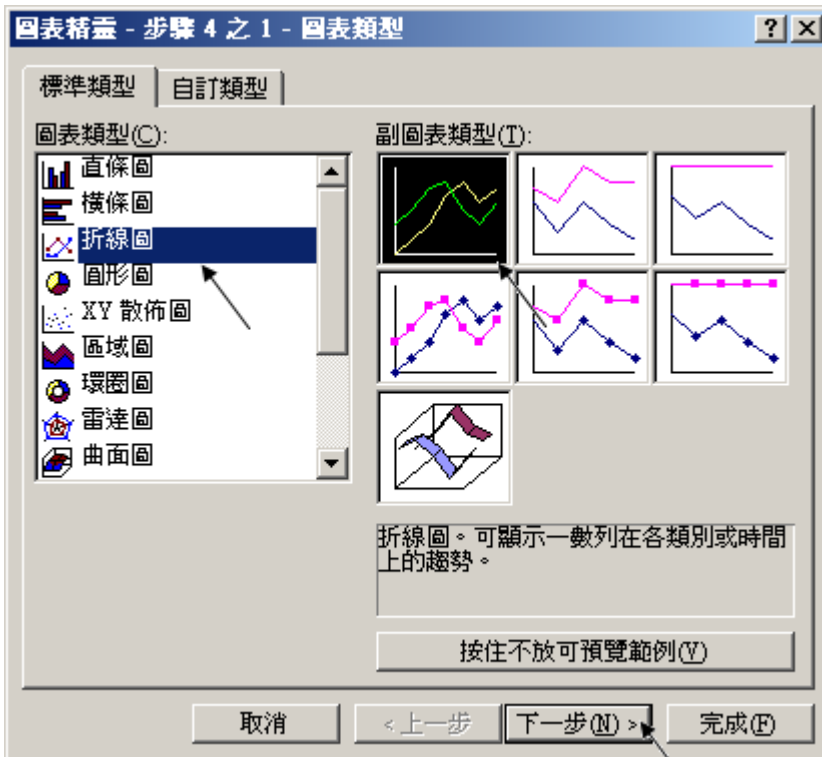 圖表精靈 - 步驟 4 之 1 - 圖表類型
標準類型
自訂類型
圖表類型(C):
直條圖
橫條圖
折線圖
圓形圖
XY 散佈圖
區域圖
環圈圖
雷達圖
曲面圖
副圖表類型(T):
折線圖。可顯示一數列在各類別或時間
上的趨勢。
按住不放可預覽範例(V)
取消
<上一步
下一步(N) >
完成(F)